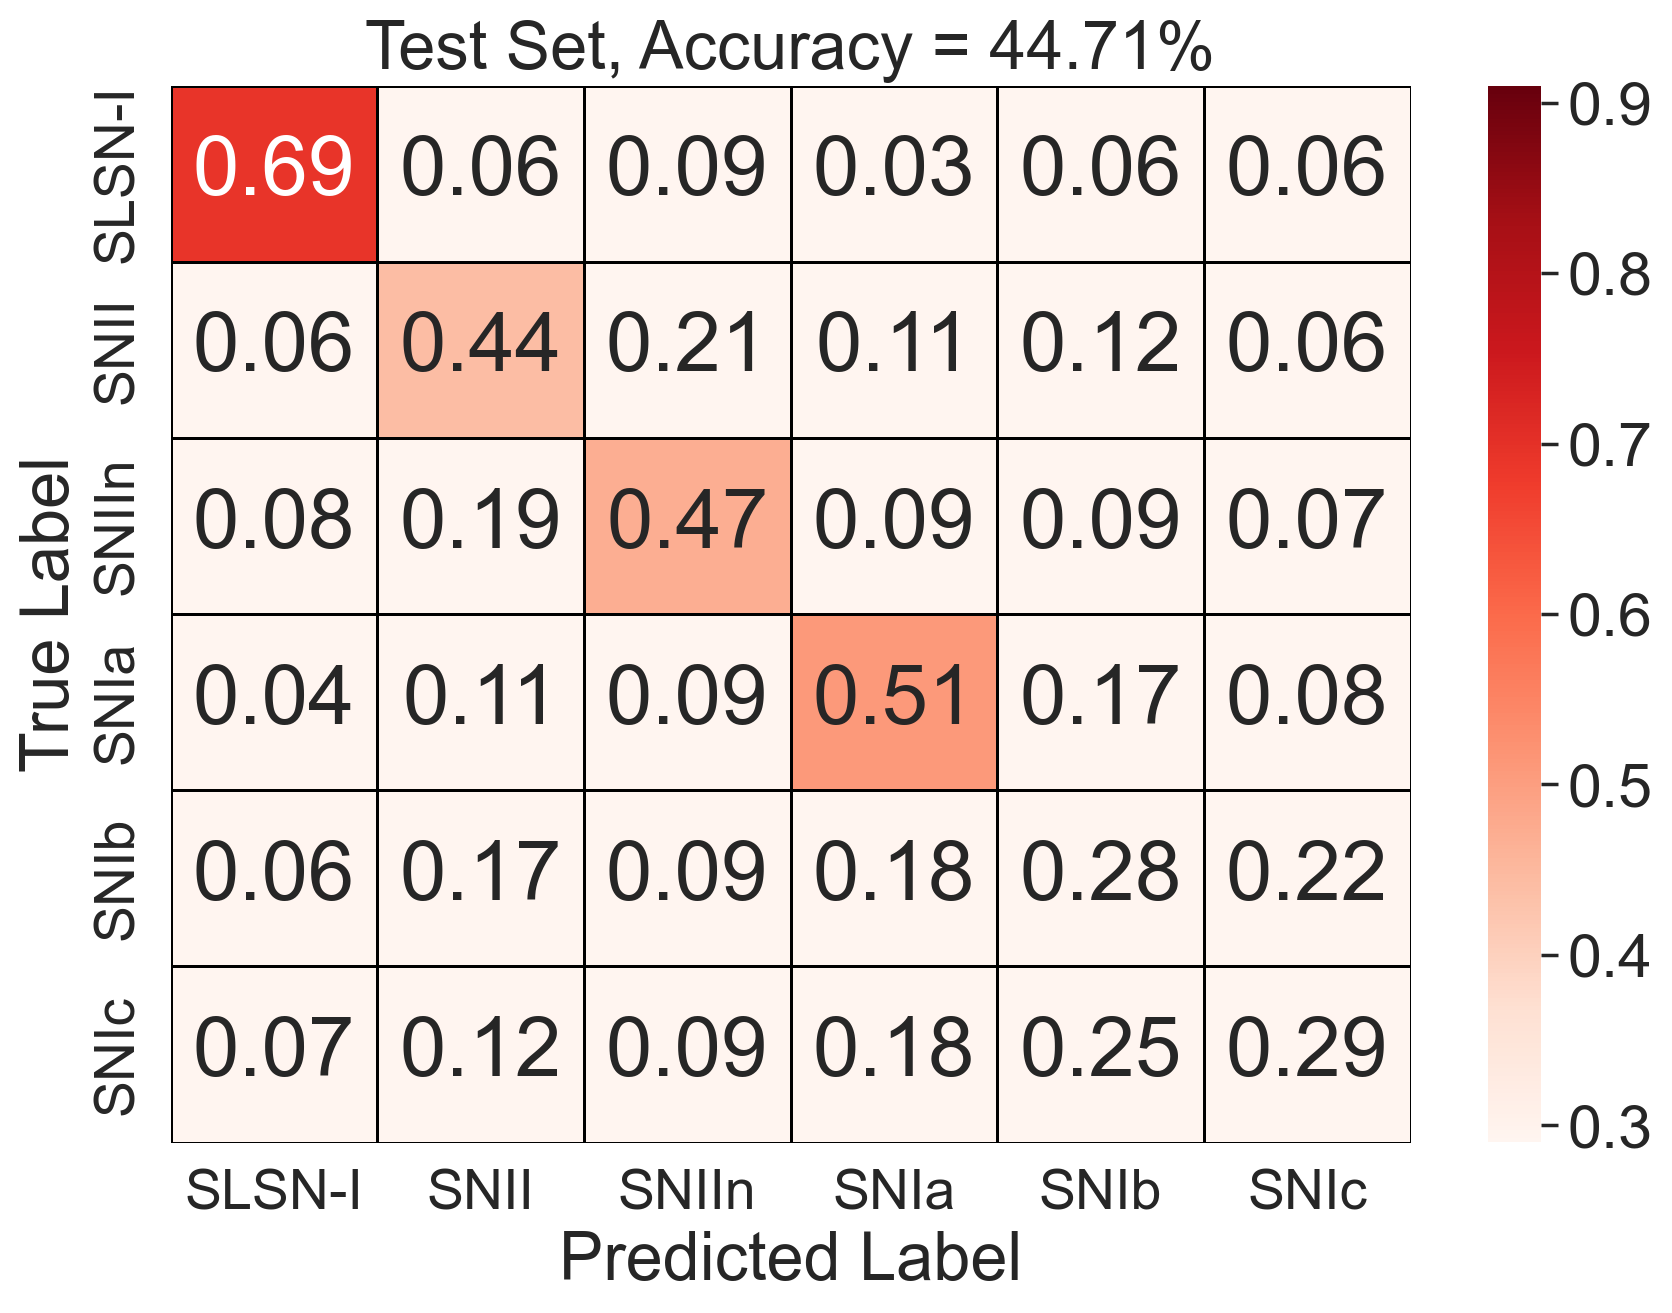 Test Set, Accuracy = 44.71%
SLSN-I 0.69 0.06 0.09 0.03 0.06 0.06
SNII 0.06 0.44 0.21 0.11 0.12 0.06
SNIIn 0.08 0.19 0.47 0.09 0.09 0.07
SNIa 0.04 0.11 0.09 0.51 0.17 0.08
SNIb 0.06 0.17 0.09 0.18 0.28 0.22
SNIc 0.07 0.12 0.09 0.18 0.25 0.29
True Label
SLSN-I SNII SNIIn SNIa SNIb SNIc
Predicted Label
0.9
0.8
0.7
0.6
0.5
0.4
0.3